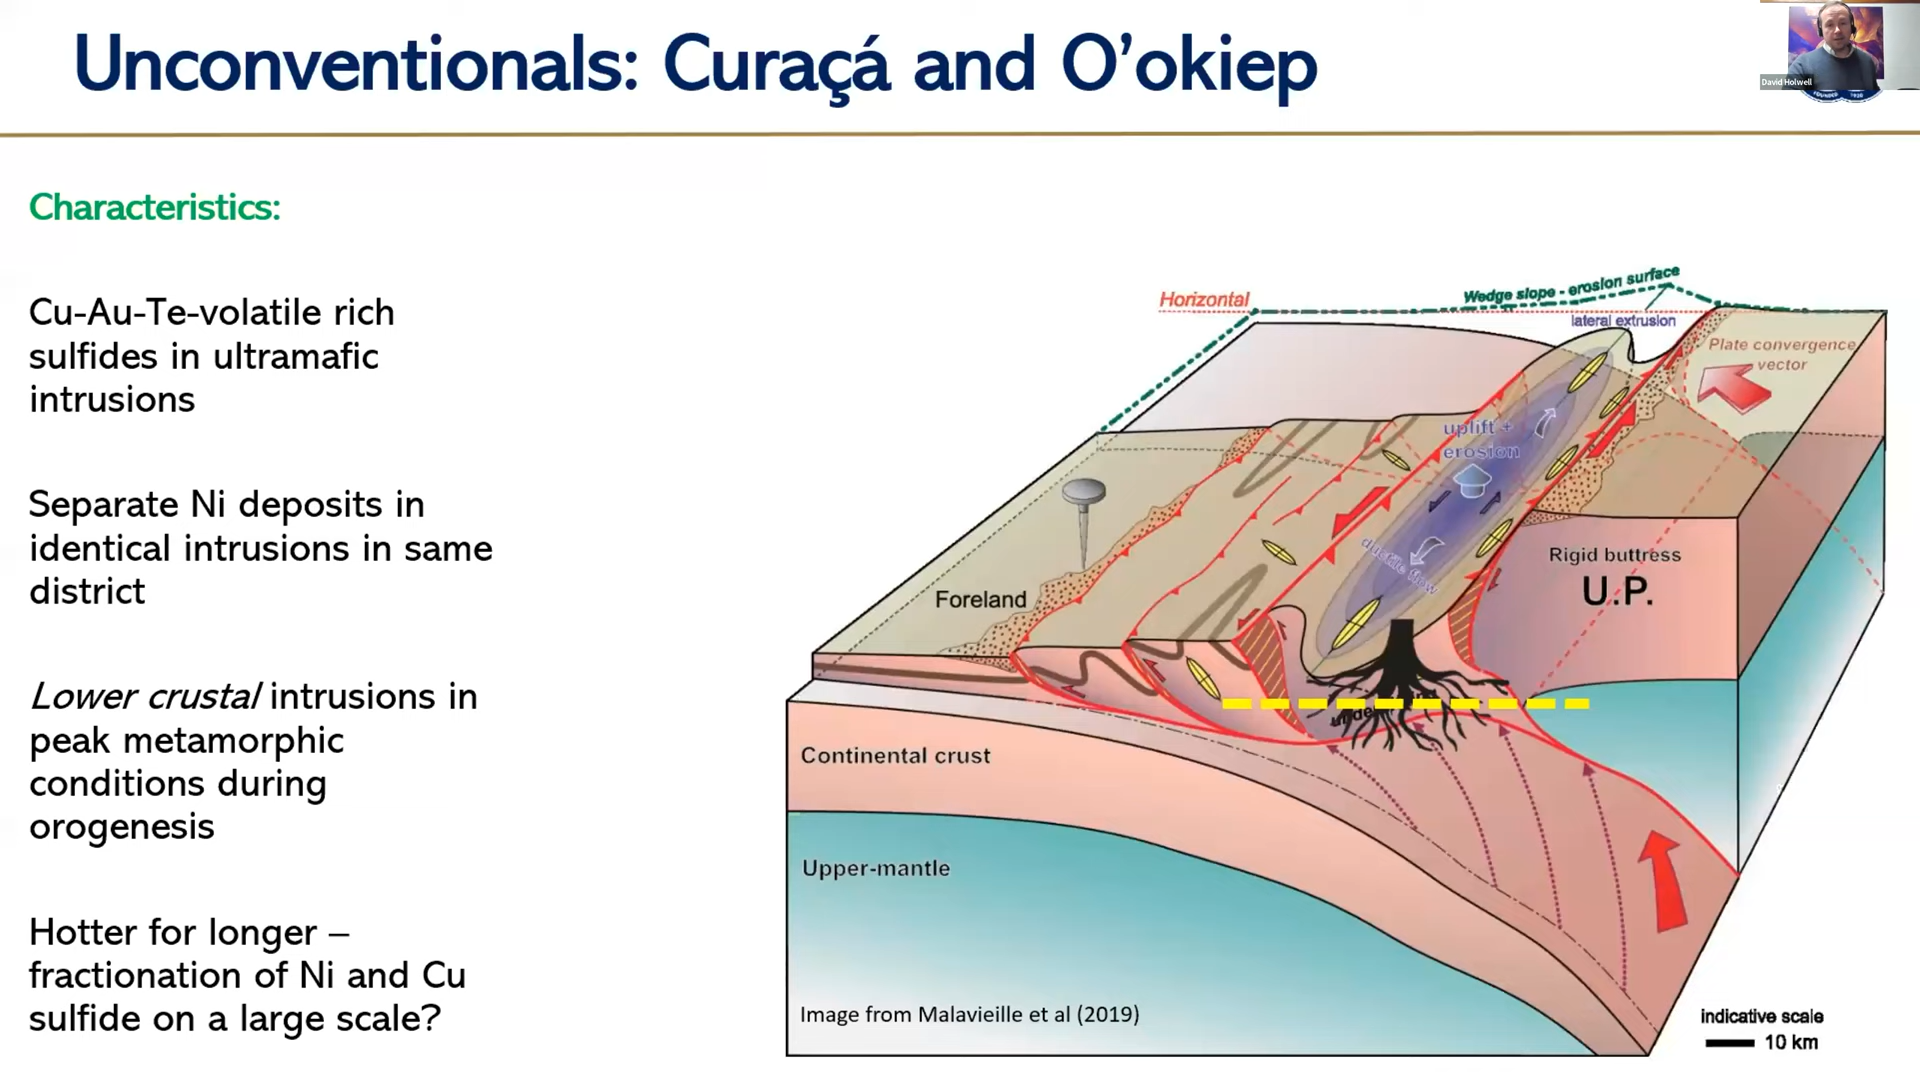 Unconventionals: Curaçá and O’okiep
David Holwell
Characteristics:
Cu-Au-Te-volatile rich
sulfides in ultramafic
intrusions
Separate Ni deposits in
identical intrusions in same
district
Lower crustal intrusions in
peak metamorphic
conditions during
orogenesis
Hotter for longer –
fractionation of Ni and Cu
sulfide on a large scale?
Horizontal
Wedge slope - erosion surface
lateral extrusion
Plate convergence
vector
uplift +
erosion
ductile flow
Rigid buttress
U.P.
Foreland
Continental crust
Upper-mantle
Image from Malavieille et al (2019)
indicative scale
10 km